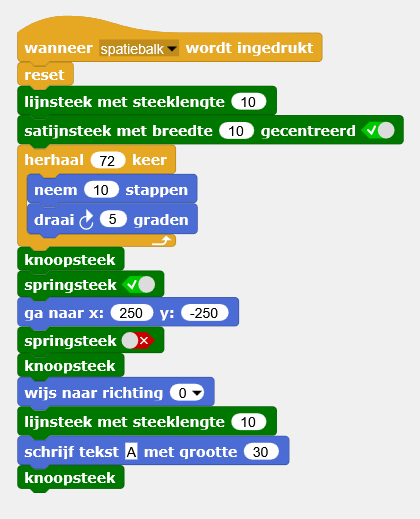 wanneer spatiebalk wordt ingedrukt
reset
lijnsteek met steeklengte 10
satijnsteek met breedte 10 gecentreerd
herhaal 72 keer
neem 10 stappen
draai 5 graden
knoopsteek
springsteek
ga naar x: 250 y: -250
springsteek
knoopsteek
wijs naar richting 0
lijnsteek met steeklengte 10
schrijf tekst A met grootte 30
knoopsteek